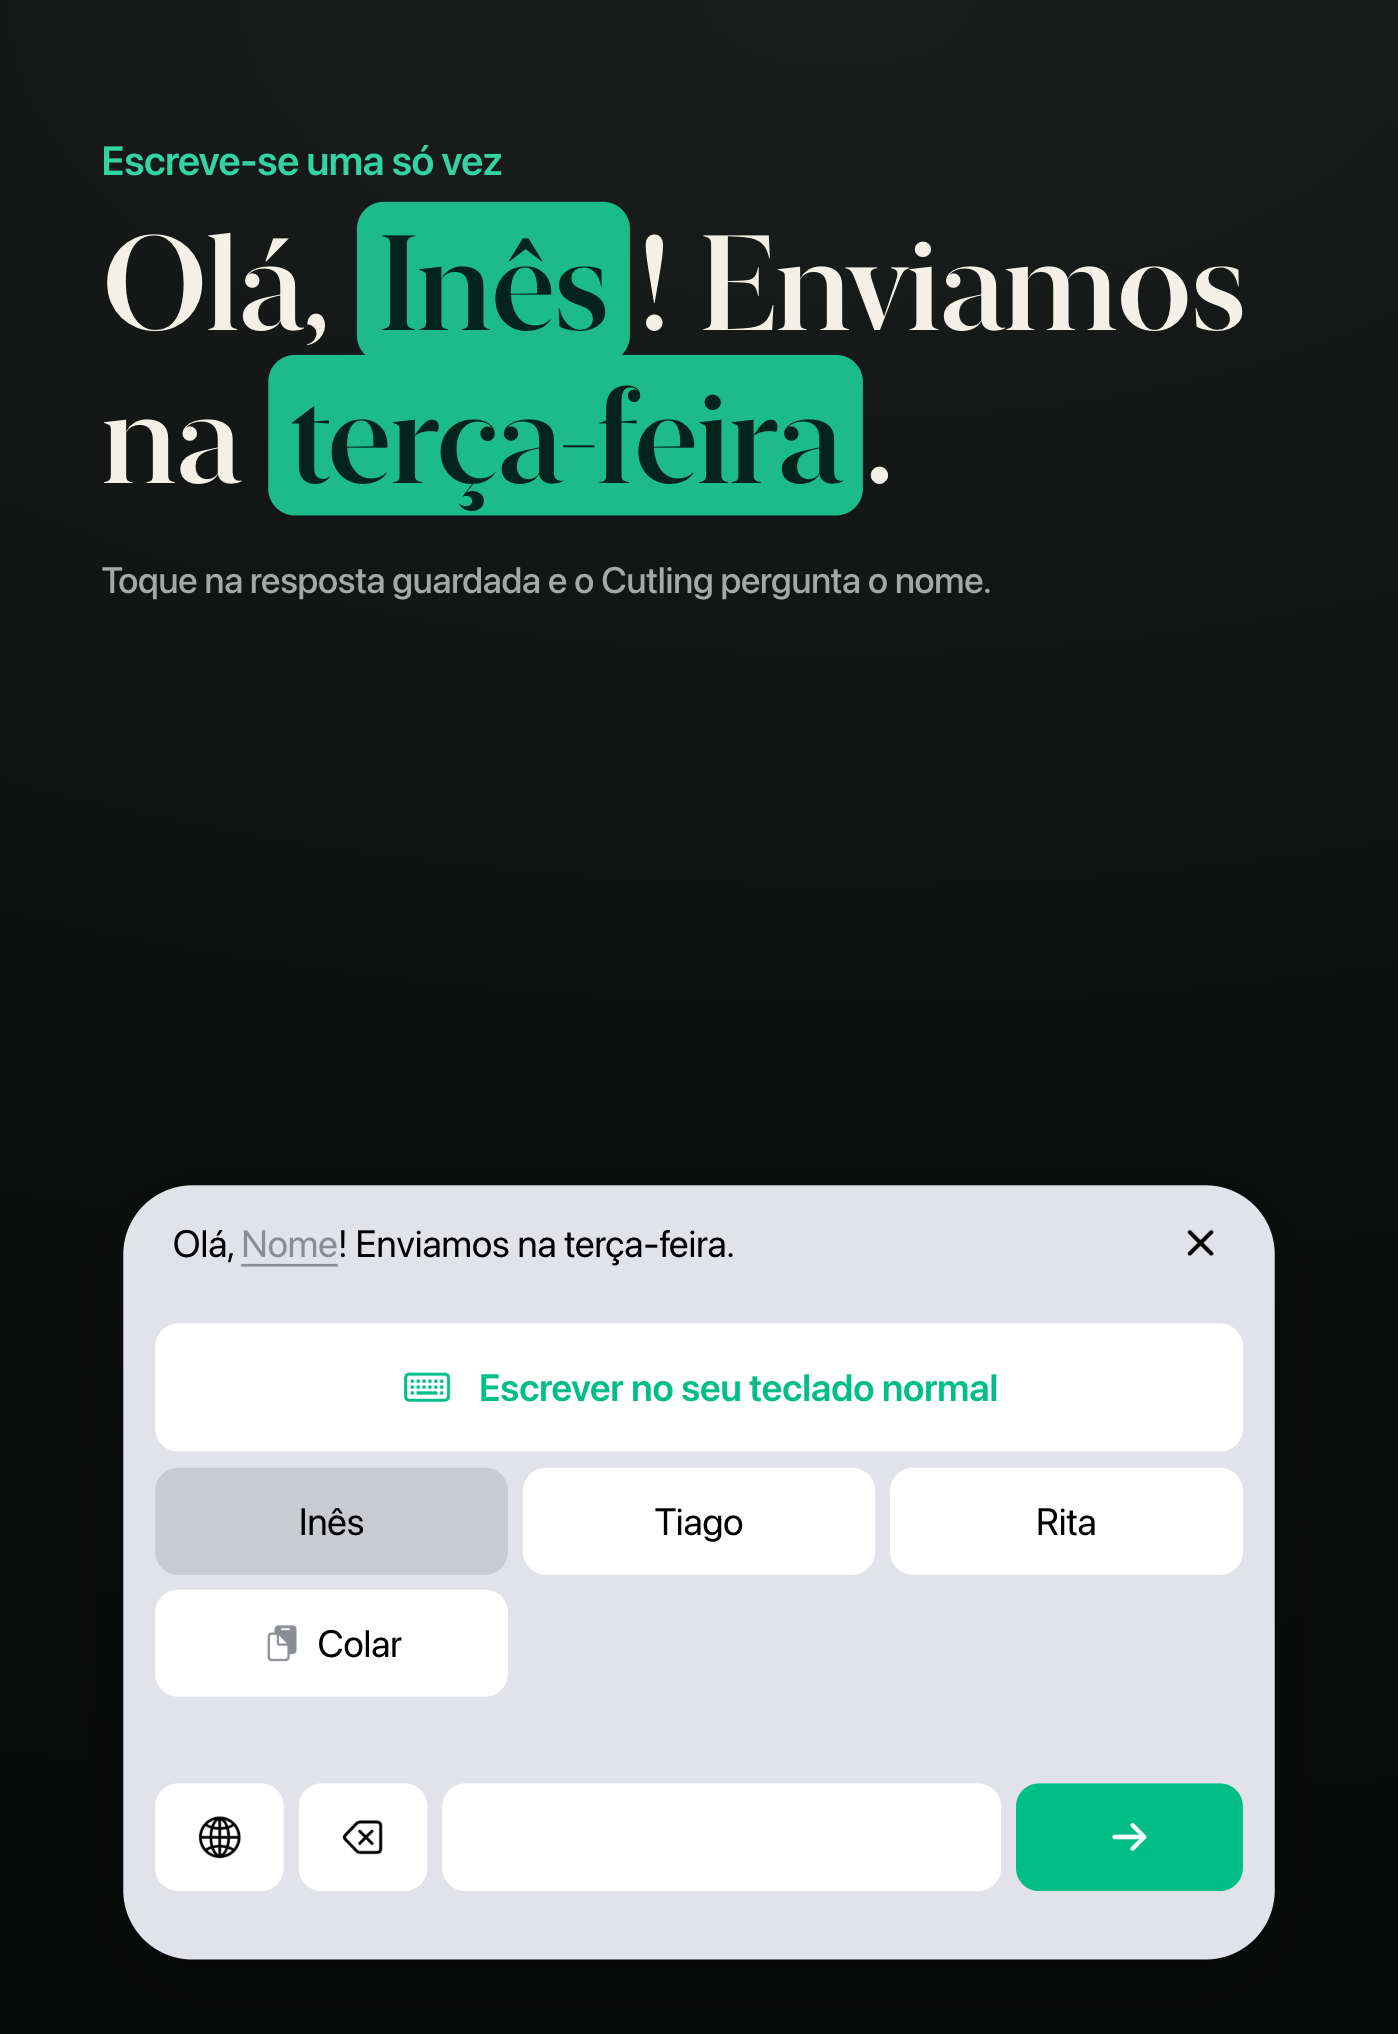 Escreve-se uma só vez
Olá, Inês! Enviamos
na terça-feira.
Toque na resposta guardada e o Cutling pergunta o nome.
Olá, Nome! Enviamos na terça-feira.
Escrever no seu teclado normal
Inês
Tiago
Rita
Colar